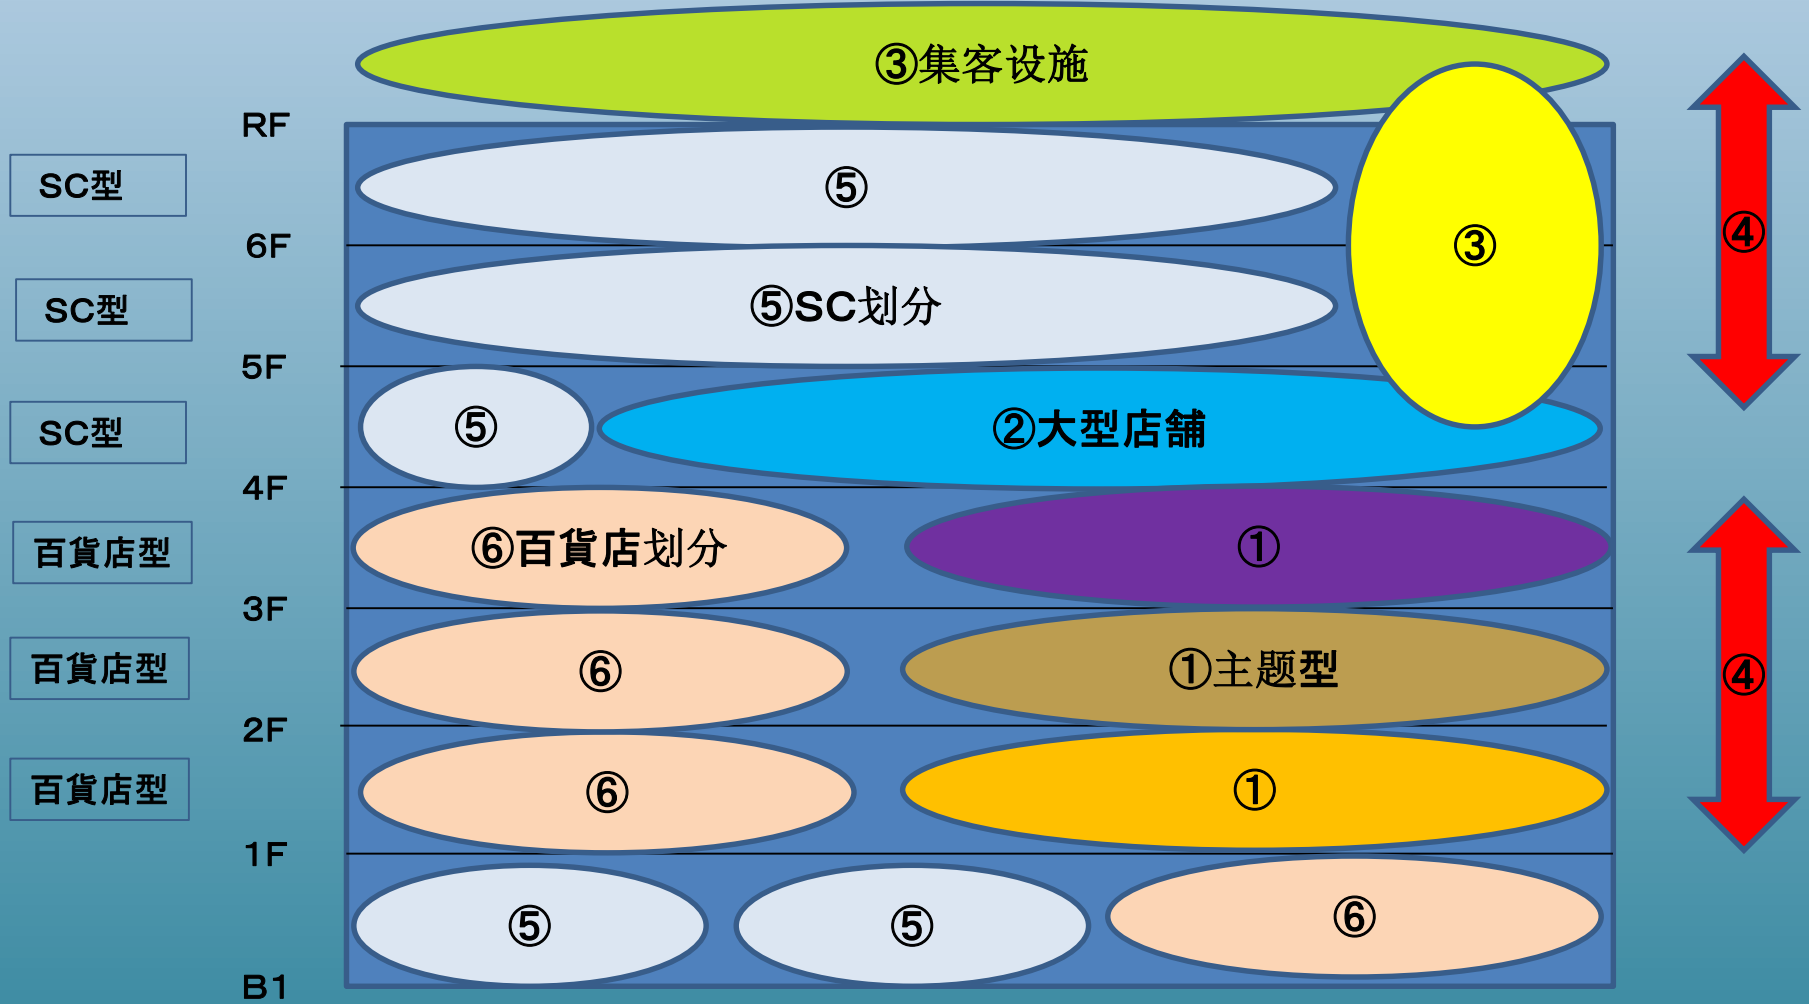 ③集客设施
RF
SC型
⑤
6F
③
④
SC型
⑤SC划分
5F
SC型
⑤
②大型店舗
4F
百貨店型
⑥百貨店划分
①
3F
百貨店型
⑥
①主题型
④
2F
百貨店型
⑥
①
1F
⑤
⑤
⑥
B1